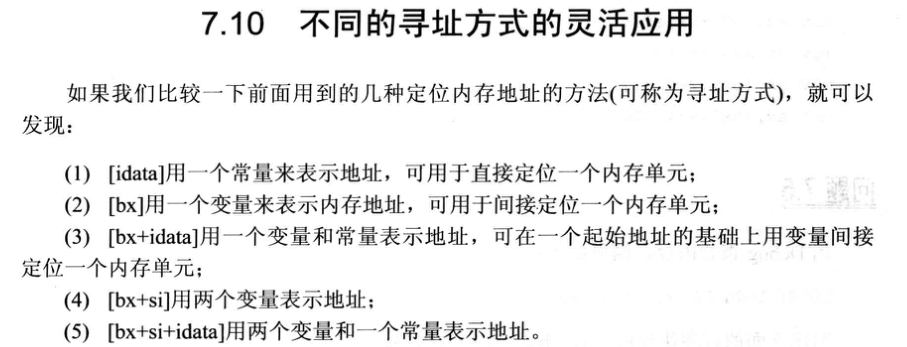 7.10 不同的寻址方式的灵活应用
如果我们比较一下前面用到的几种定位内存地址的方法(可称为寻址方式)，就可以
发现：
(1) [idata]用一个常量来表示地址，可用于直接定位一个内存单元；
(2) [bx]用一个变量来表示内存地址，可用于间接定位一个内存单元；
(3) [bx+idata]用一个变量和常量表示地址，可在一个起始地址的基础上用变量间接
定位一个内存单元；
(4) [bx+si]用两个变量表示地址；
(5) [bx+si+idata]用两个变量和一个常量表示地址。